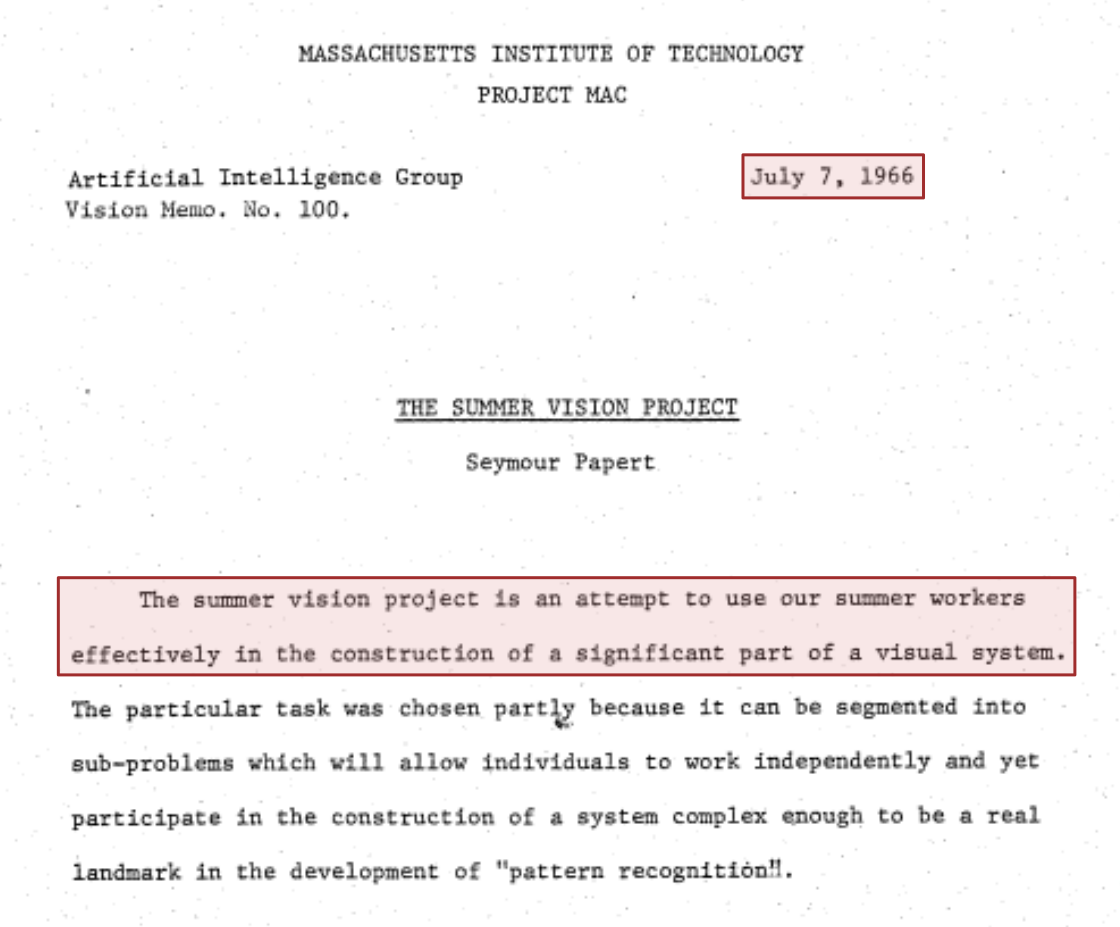 MASSACHUSETTS INSTITUTE OF TECHNOLOGY
PROJECT MAC
Artificial Intelligence Group
July 7, 1966
Vision Memo. No. 100.
THE SUMMER VISION PROJECT
Seymour Papert
The summer vision project is an attempt to use our summer workers
effectively in the construction of a significant part of a visual system.
The particular task was chosen partly because it can be segmented into
sub-problems which will allow individuals to work independently and yet
participate in the construction of a system complex enough to be a real
landmark in the development of "pattern recognition".